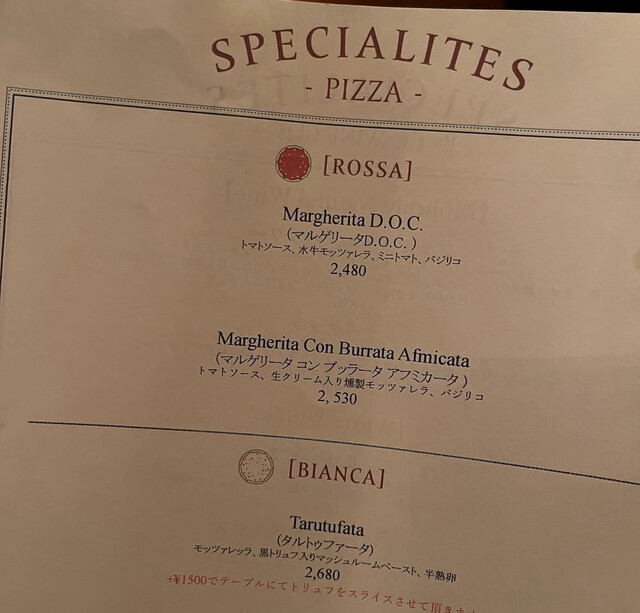 SPECIALITES
- PIZZA -
[ROSSA]
Margherita D.O.C.
(マルゲリータD.O.C. )
トマトソース、水牛モッツァレラ、ミニトマト、バジリコ
2,480
Margherita Con Burrata Afmicata
(マルゲリータ コン ブッラータ アフミカータ )
トマトソース、生クリーム入り燻製モッツァレラ、バジリコ
2, 530
[BIANCA]
Tarutufata
(タルトゥファータ)
モッツァレッラ、黒トリュフ入りマッシュルームペースト、半熟卵
2,680
+¥1500でテーブルにてトリュフをスライスさせて頂きま